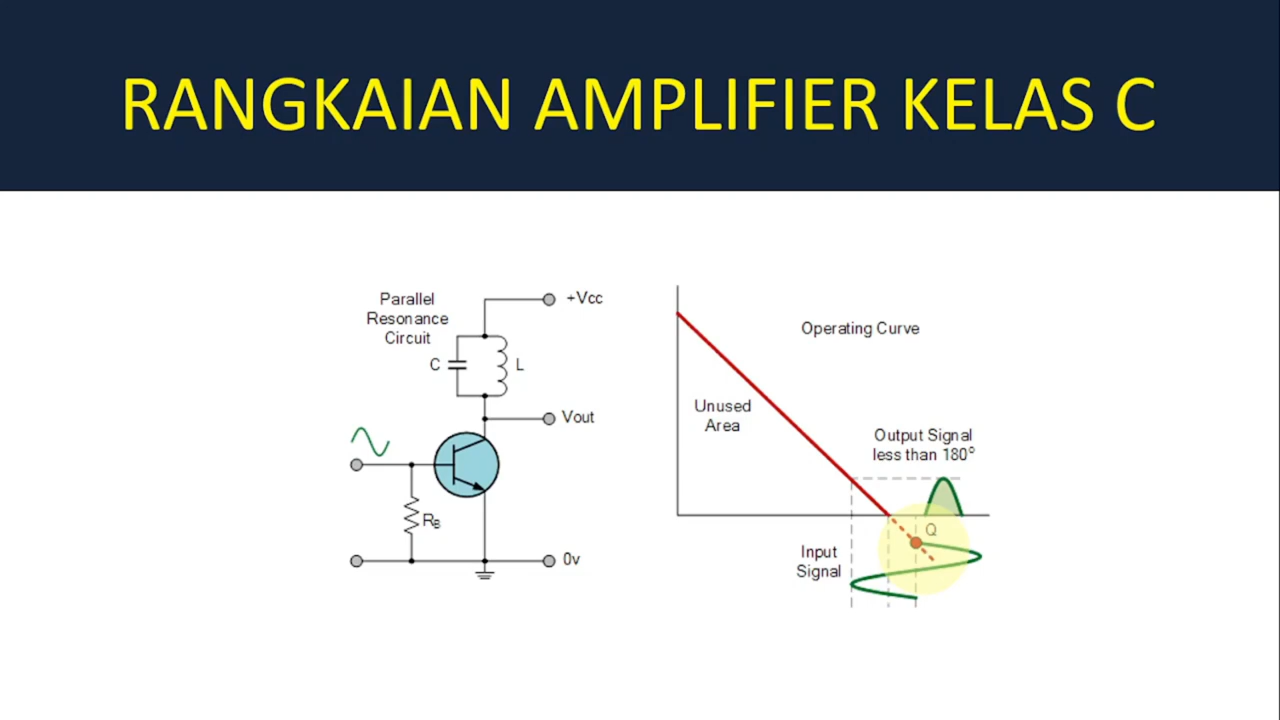 RANGKAIAN AMPLIFIER KELAS C
Parallel
Resonance
Circuit
+Vcc
C
L
Vout
RB
0v
Operating Curve
Unused
Area
Output Signal
less than 180°
Q
Input
Signal